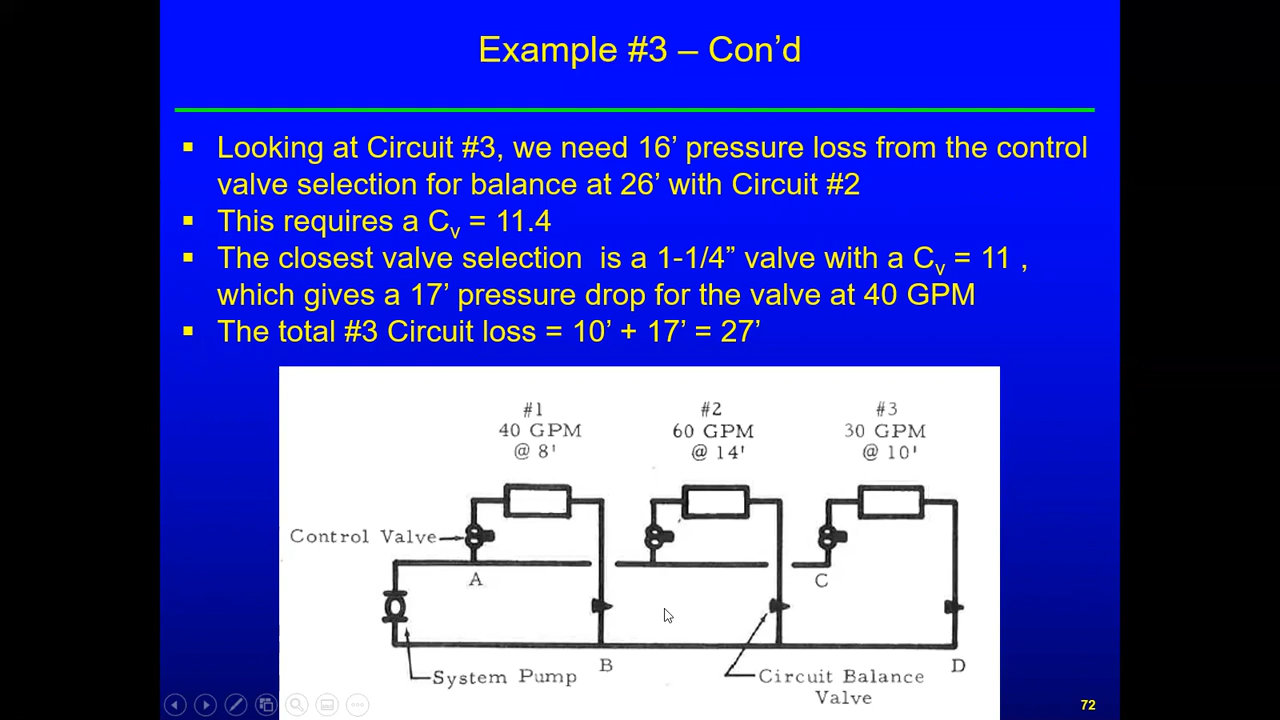 Example #3 – Con’d
▪ Looking at Circuit #3, we need 16’ pressure loss from the control
valve selection for balance at 26’ with Circuit #2
▪ This requires a Cv = 11.4
▪ The closest valve selection  is a 1-1/4” valve with a Cv = 11 ,
which gives a 17’ pressure drop for the valve at 40 GPM
▪ The total #3 Circuit loss = 10’ + 17’ = 27’
#1
40 GPM
@ 8'
#2
60 GPM
@ 14'
#3
30 GPM
@ 10'
Control Valve
A
C
B
D
System Pump
Circuit Balance
Valve
72